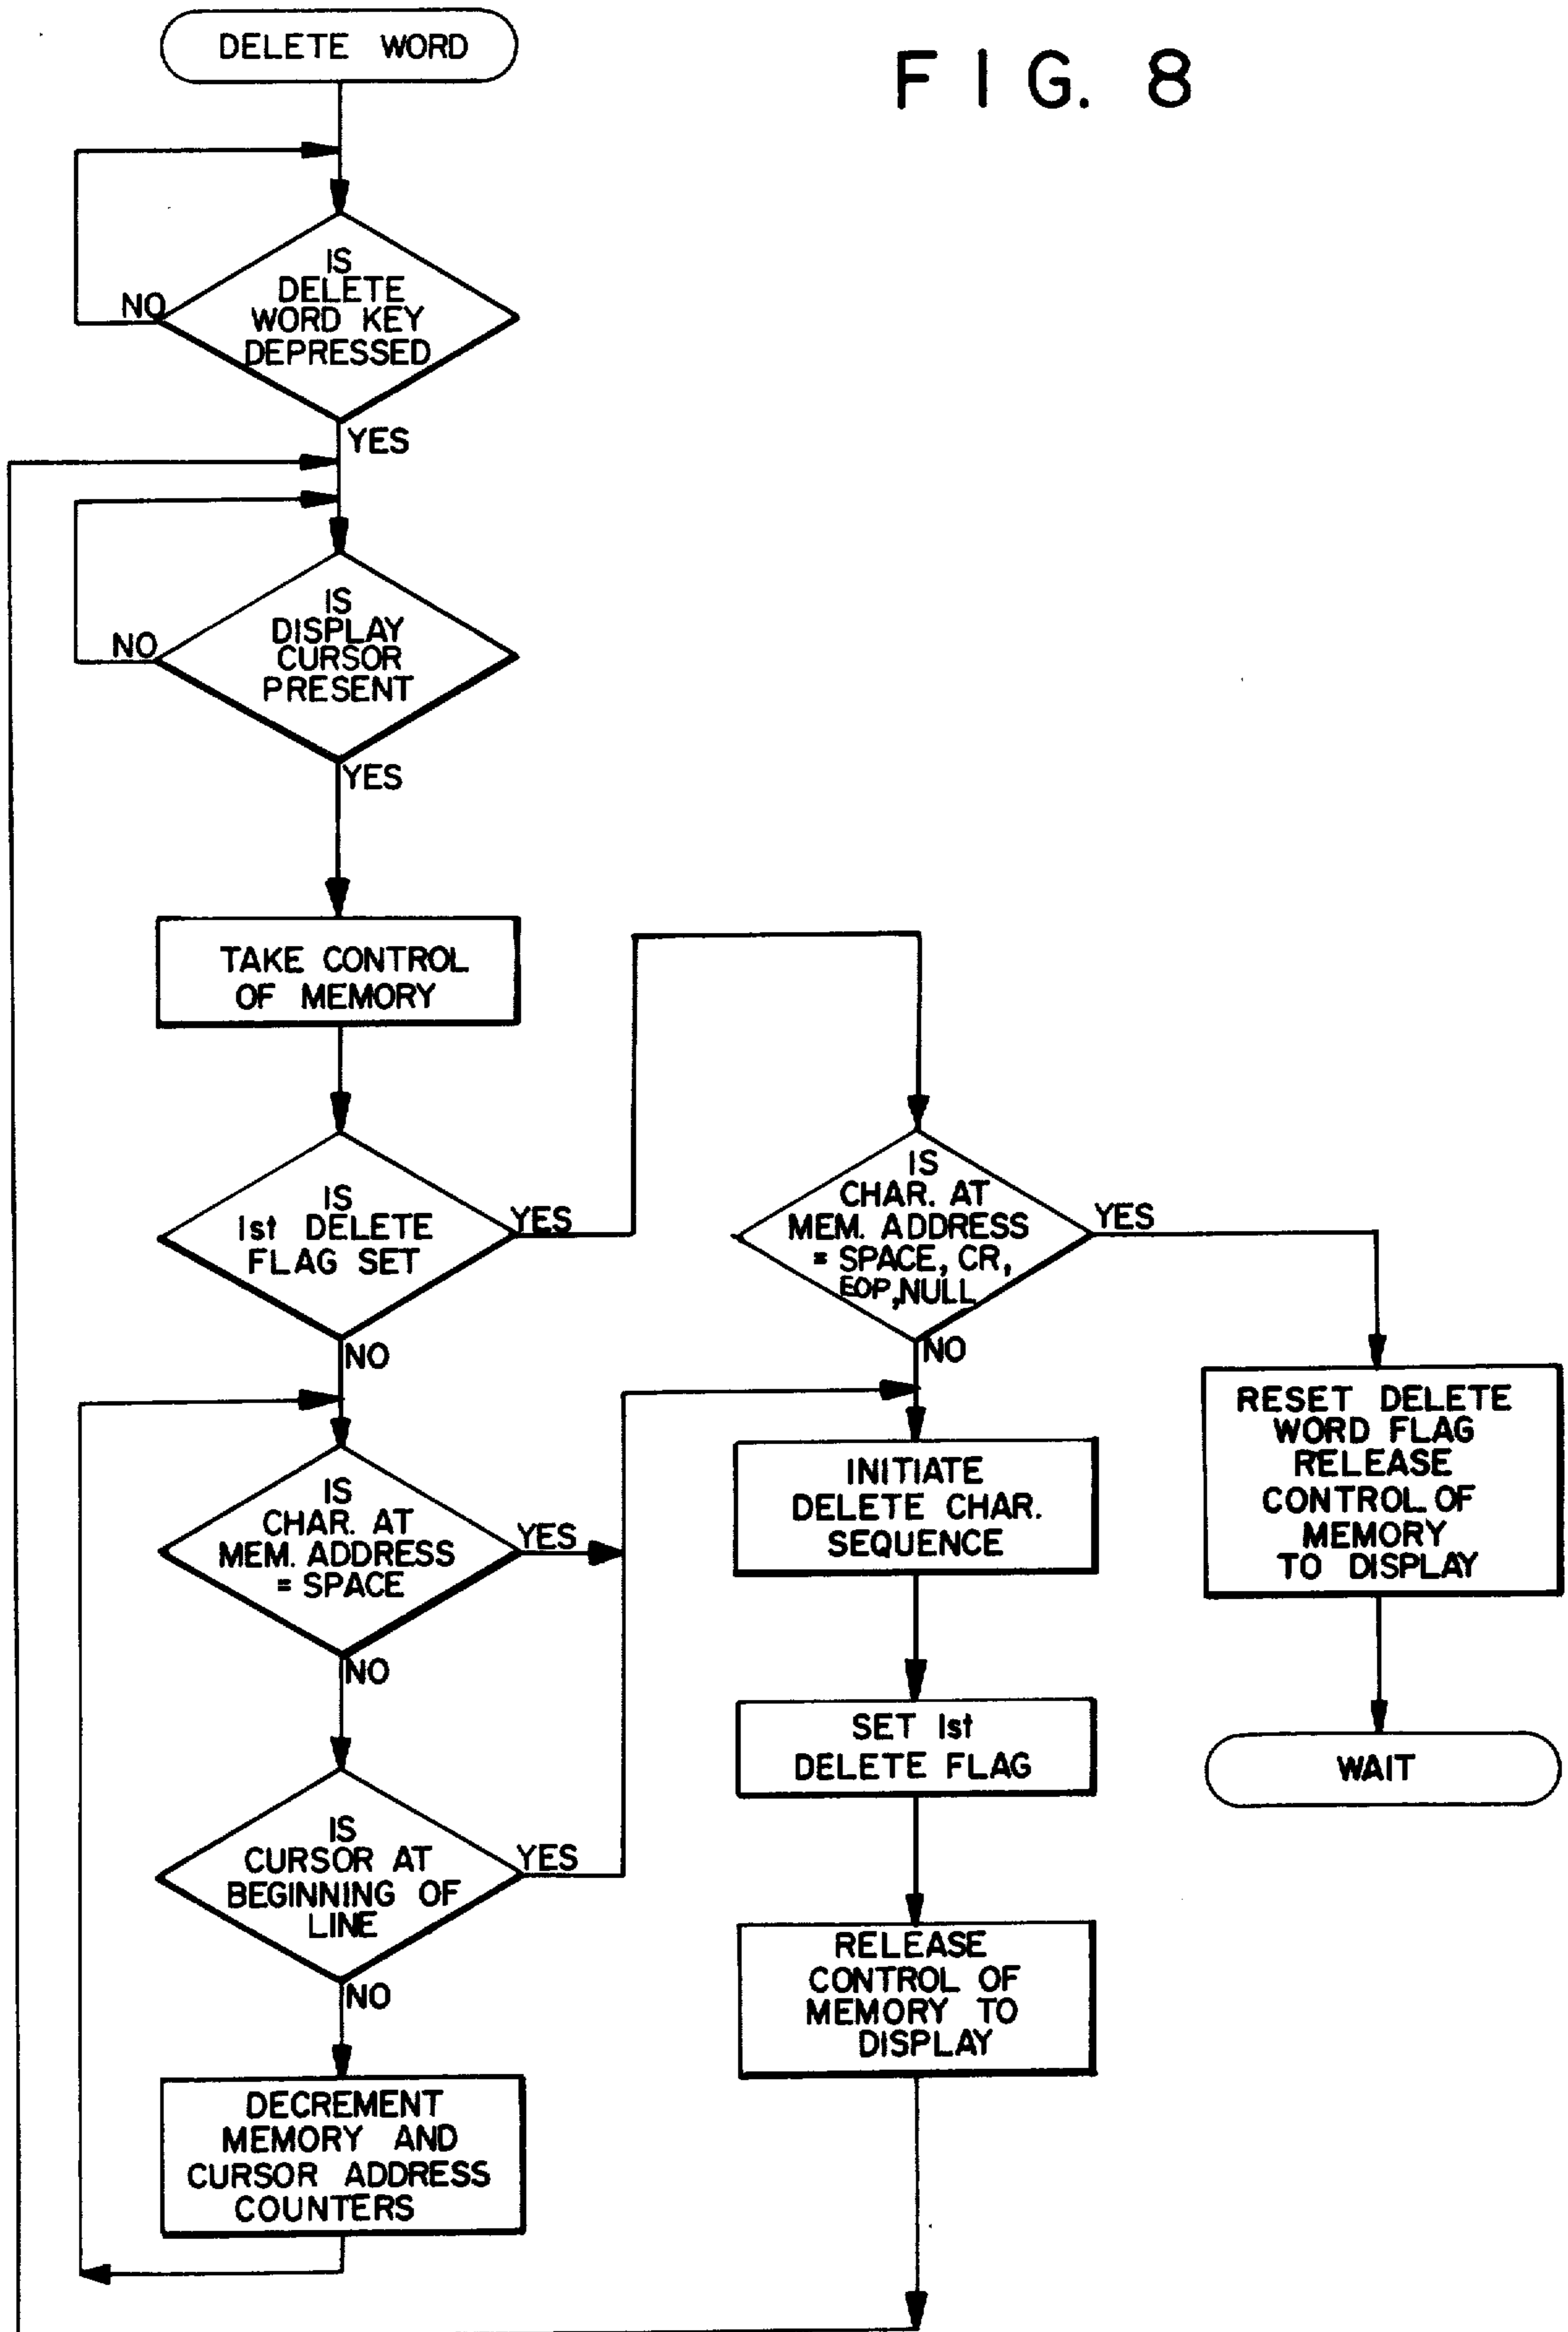 DELETE WORD
FIG. 8
IS
DELETE
WORD KEY
DEPRESSED
NO
YES
IS
DISPLAY
CURSOR
PRESENT
NO
YES
TAKE CONTROL
OF MEMORY
IS
1st DELETE
FLAG SET
YES
NO
IS
CHAR. AT
MEM. ADDRESS
= SPACE
YES
NO
IS
CURSOR AT
BEGINNING OF
LINE
YES
NO
DECREMENT
MEMORY AND
CURSOR ADDRESS
COUNTERS
IS
CHAR. AT
MEM. ADDRESS
= SPACE, CR,
EOP,NULL
YES
NO
INITIATE
DELETE CHAR.
SEQUENCE
SET 1st
DELETE FLAG
RELEASE
CONTROL OF
MEMORY TO
DISPLAY
RESET DELETE
WORD FLAG
RELEASE
CONTROL OF
MEMORY
TO DISPLAY
WAIT